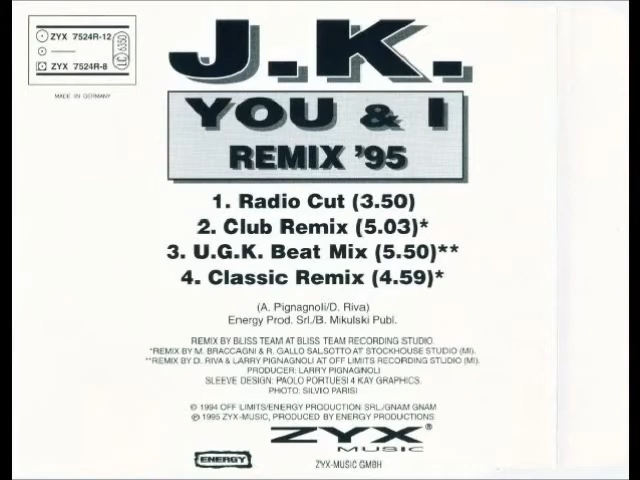 ZYX 7524R-12
ZYX 7524R-8
LC 6350
MADE IN GERMANY
J.K.
YOU & I
REMIX '95
1. Radio Cut (3.50)
2. Club Remix (5.03)*
3. U.G.K. Beat Mix (5.50)**
4. Classic Remix (4.59)*
(A. Pignagnoli/D. Riva)
Energy Prod. Srl./B. Mikulski Publ.
REMIX BY BLISS TEAM AT BLISS TEAM RECORDING STUDIO.
*REMIX BY M. BRACCAGNI & R. GALLO SALSOTTO AT STOCKHOUSE STUDIO (MI).
**REMIX BY D. RIVA & LARRY PIGNAGNOLI AT OFF LIMITS RECORDING STUDIO (MI).
PRODUCER: LARRY PIGNAGNOLI
SLEEVE DESIGN: PAOLO PORTUESI 4 KAY GRAPHICS.
PHOTO: SILVIO PARISI
© 1994 OFF LIMITS/ENERGY PRODUCTION SRL/GNAM GNAM
℗ 1995 ZYX-MUSIC, PRODUCED BY ENERGY PRODUCTIONS
ZYX®
MUSIC
ENERGY
ZYX-MUSIC GMBH